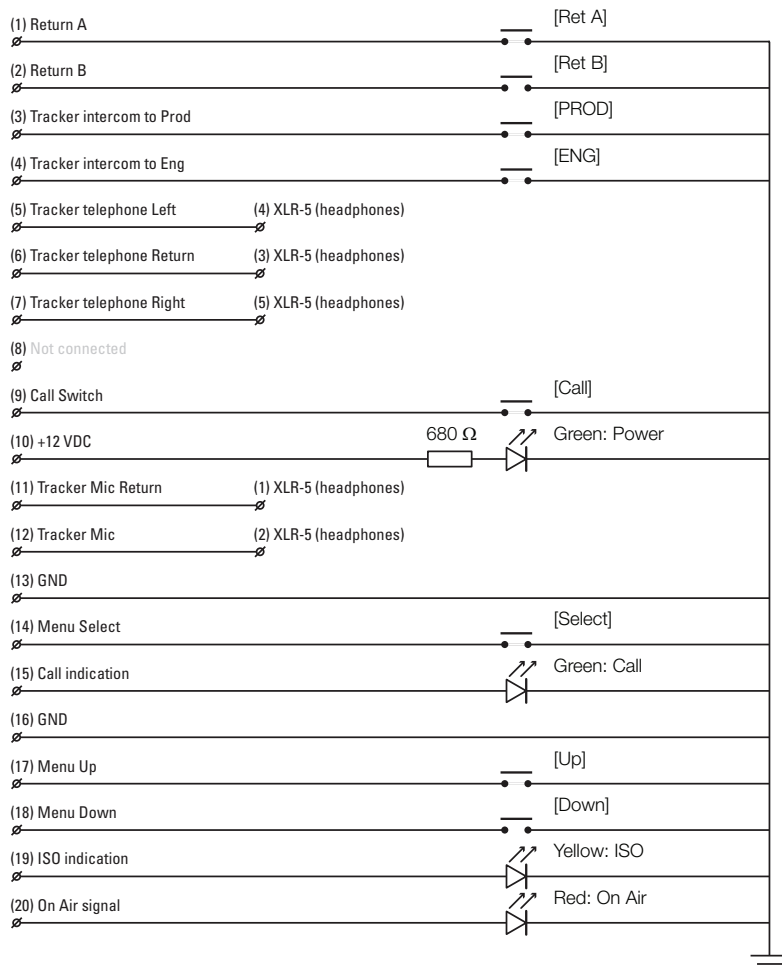 (1) Return A [Ret A]
(2) Return B [Ret B]
(3) Tracker intercom to Prod [PROD]
(4) Tracker intercom to Eng [ENG]
(5) Tracker telephone Left (4) XLR-5 (headphones)
(6) Tracker telephone Return (3) XLR-5 (headphones)
(7) Tracker telephone Right (5) XLR-5 (headphones)
(8) Not connected
(9) Call Switch [Call]
(10) +12 VDC 680 Ω Green: Power
(11) Tracker Mic Return (1) XLR-5 (headphones)
(12) Tracker Mic (2) XLR-5 (headphones)
(13) GND
(14) Menu Select [Select]
(15) Call indication Green: Call
(16) GND
(17) Menu Up [Up]
(18) Menu Down [Down]
(19) ISO indication Yellow: ISO
(20) On Air signal Red: On Air